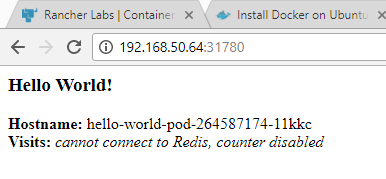 Rancher Labs | Container
Install Docker on Ubuntu
192.168.50.64:31780
Hello World!
Hostname: hello-world-pod-264587174-11kkc
Visits: cannot connect to Redis, counter disabled